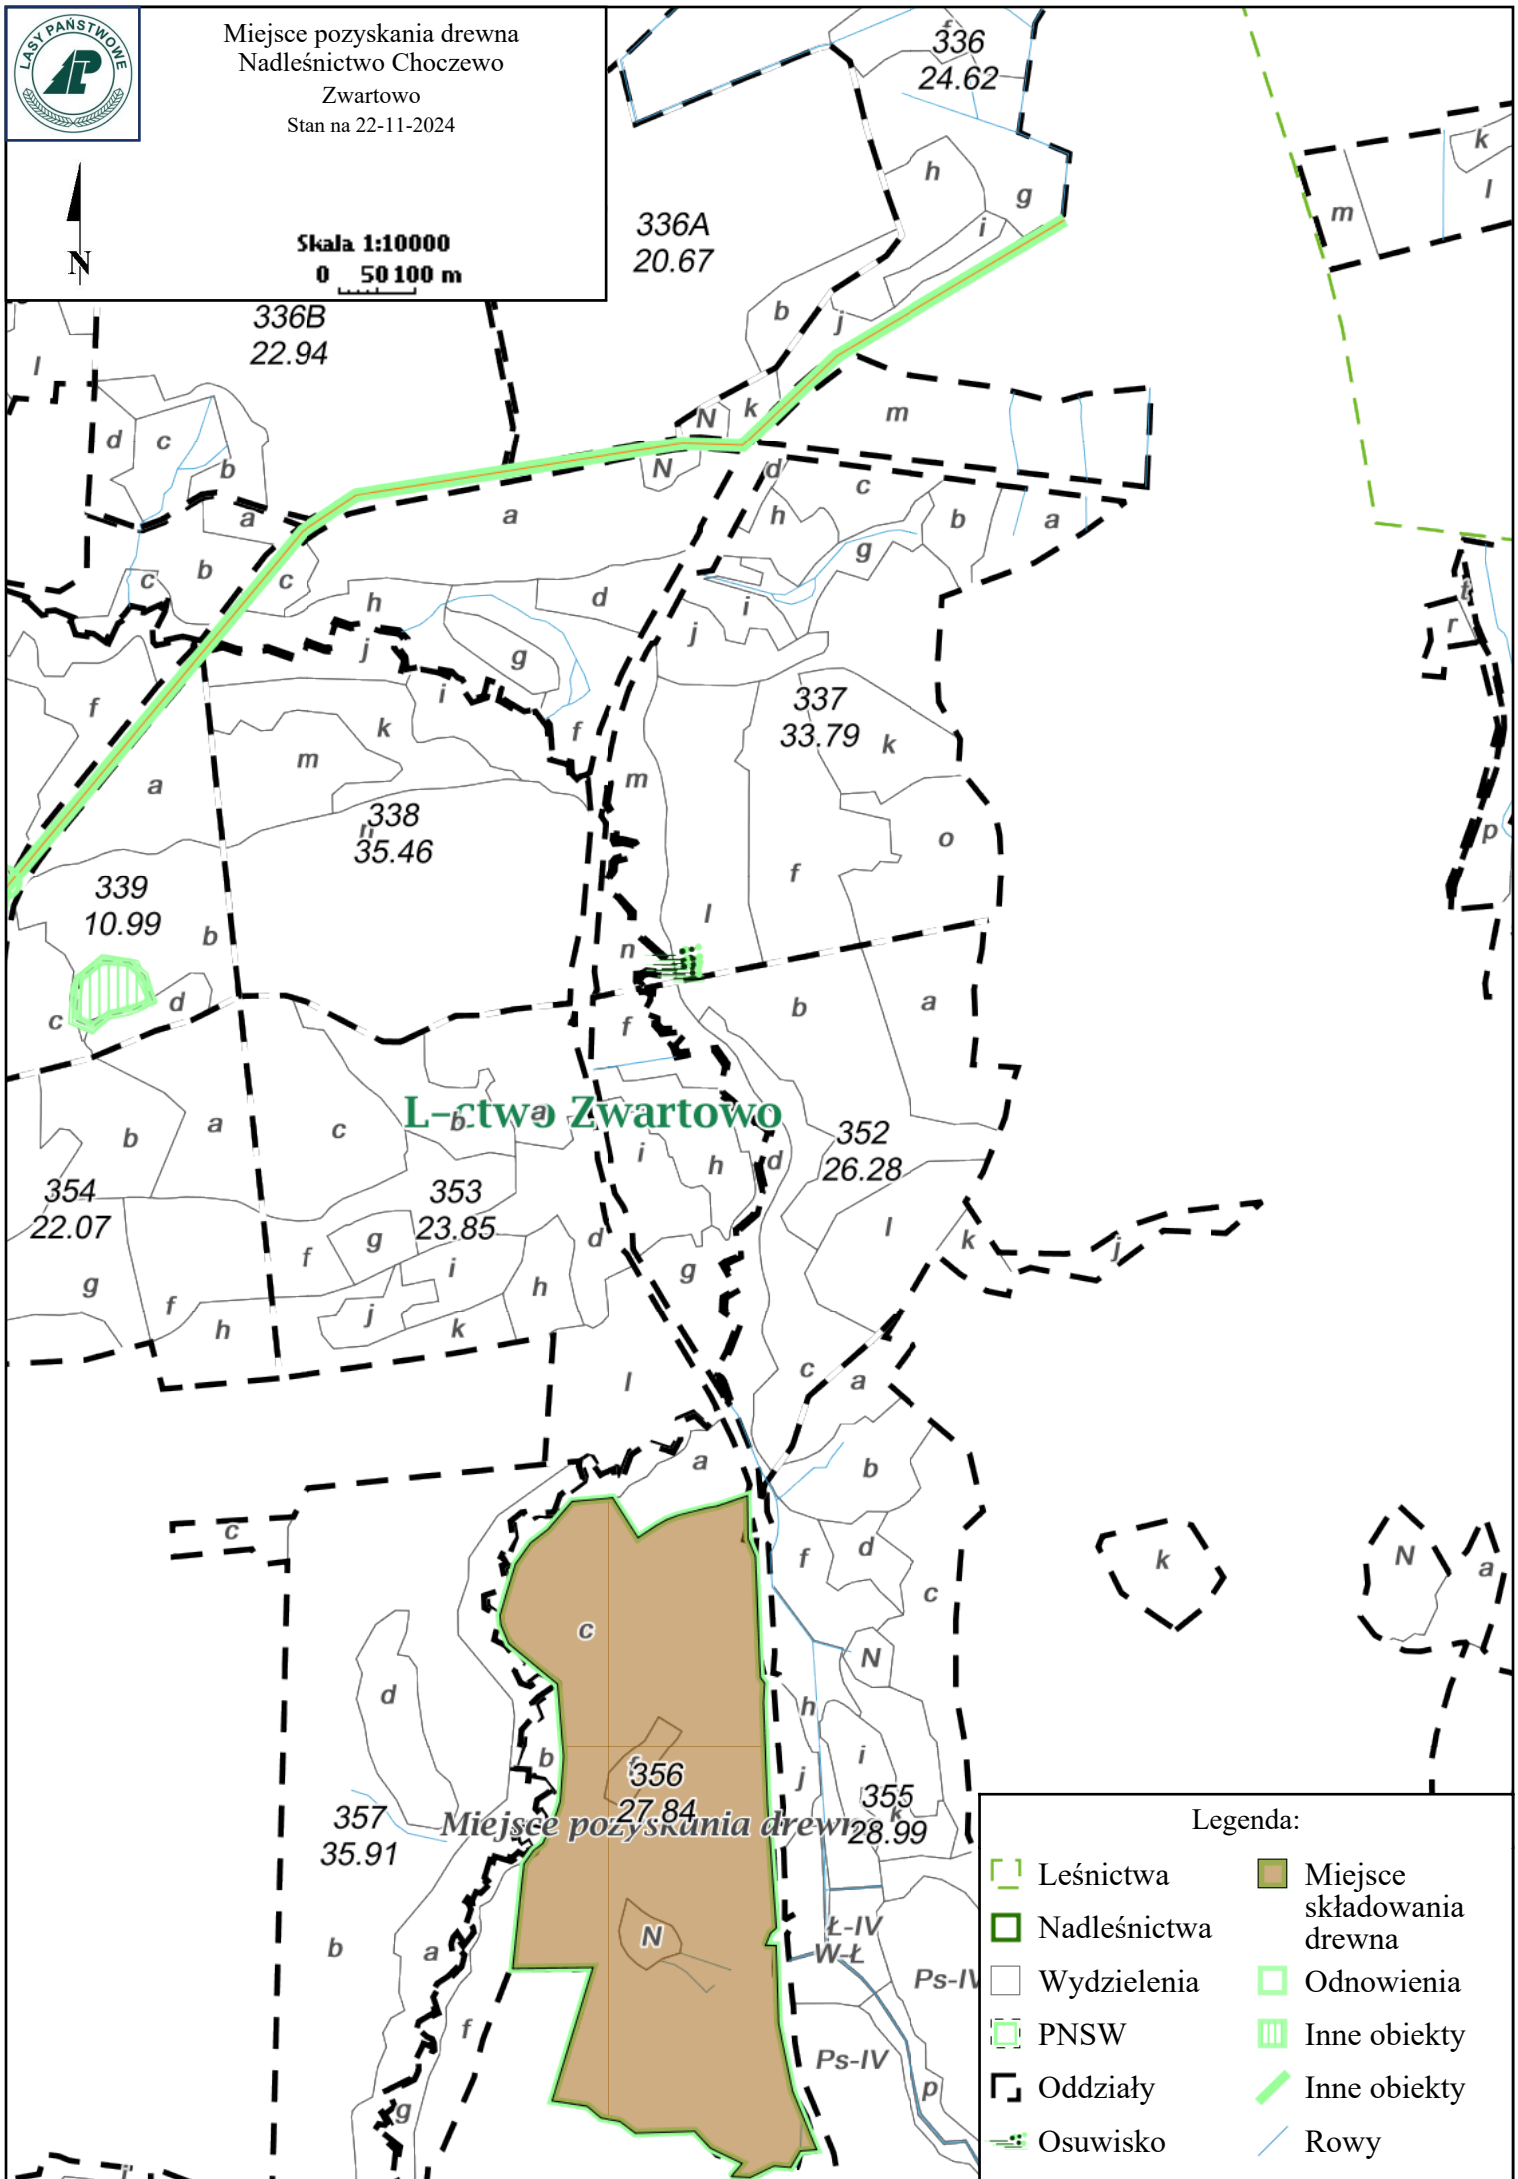 LASY PAŃSTWOWE
Miejsce pozyskania drewna
Nadleśnictwo Choczewo
Zwartowo
Stan na 22-11-2024
N
Skala 1:10000
0 50 100 m
f
336
24.62
h
g
i
k
l
m
336A
20.67
b
j
336B
22.94
l
k
N
m
d
c
b
N
d
c
a
a
h
b
a
g
b
c
c
h
d
i
t
r
j
j
g
i
f
k
f
m
a
m
337
33.79
k
n
338
35.46
p
o
f
339
10.99
b
l
n
d
c
f
b
a
L-ctwo Zwartowo
a
b
c
b
a
i
h
d
352
26.28
354
22.07
353
23.85
g
f
i
d
l
k
j
g
g
f
h
j
h
k
l
c
a
a
b
c
f
d
k
N
a
c
c
N
d
h
b
i
j
f
356
27.84
355
28.99
k
357
35.91
Miejsce pozyskania drewn
b
a
N
Ł-IV
W-Ł
Ps-IV
f
Ps-IV
p
g
i
Legenda:
Leśnictwa
Nadleśnictwa
Wydzielenia
PNSW
Oddziały
Osuwisko
Miejsce
składowania
drewna
Odnowienia
Inne obiekty
Inne obiekty
Rowy